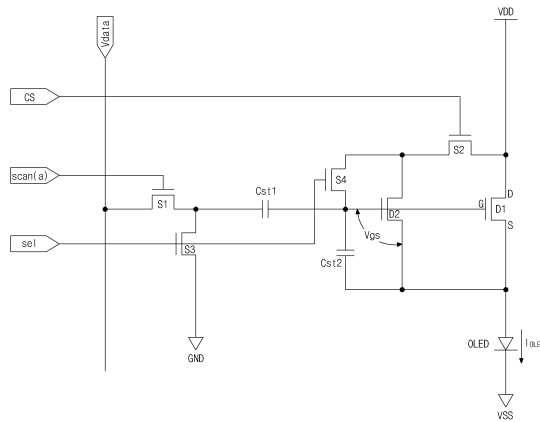 Vdata
VDD
CS
S2
scan(a)
S4
S1
Cst1
G
D
D1
D2
S
sel
S3
Vgs
Cst2
GND
OLED
IOLE
VSS